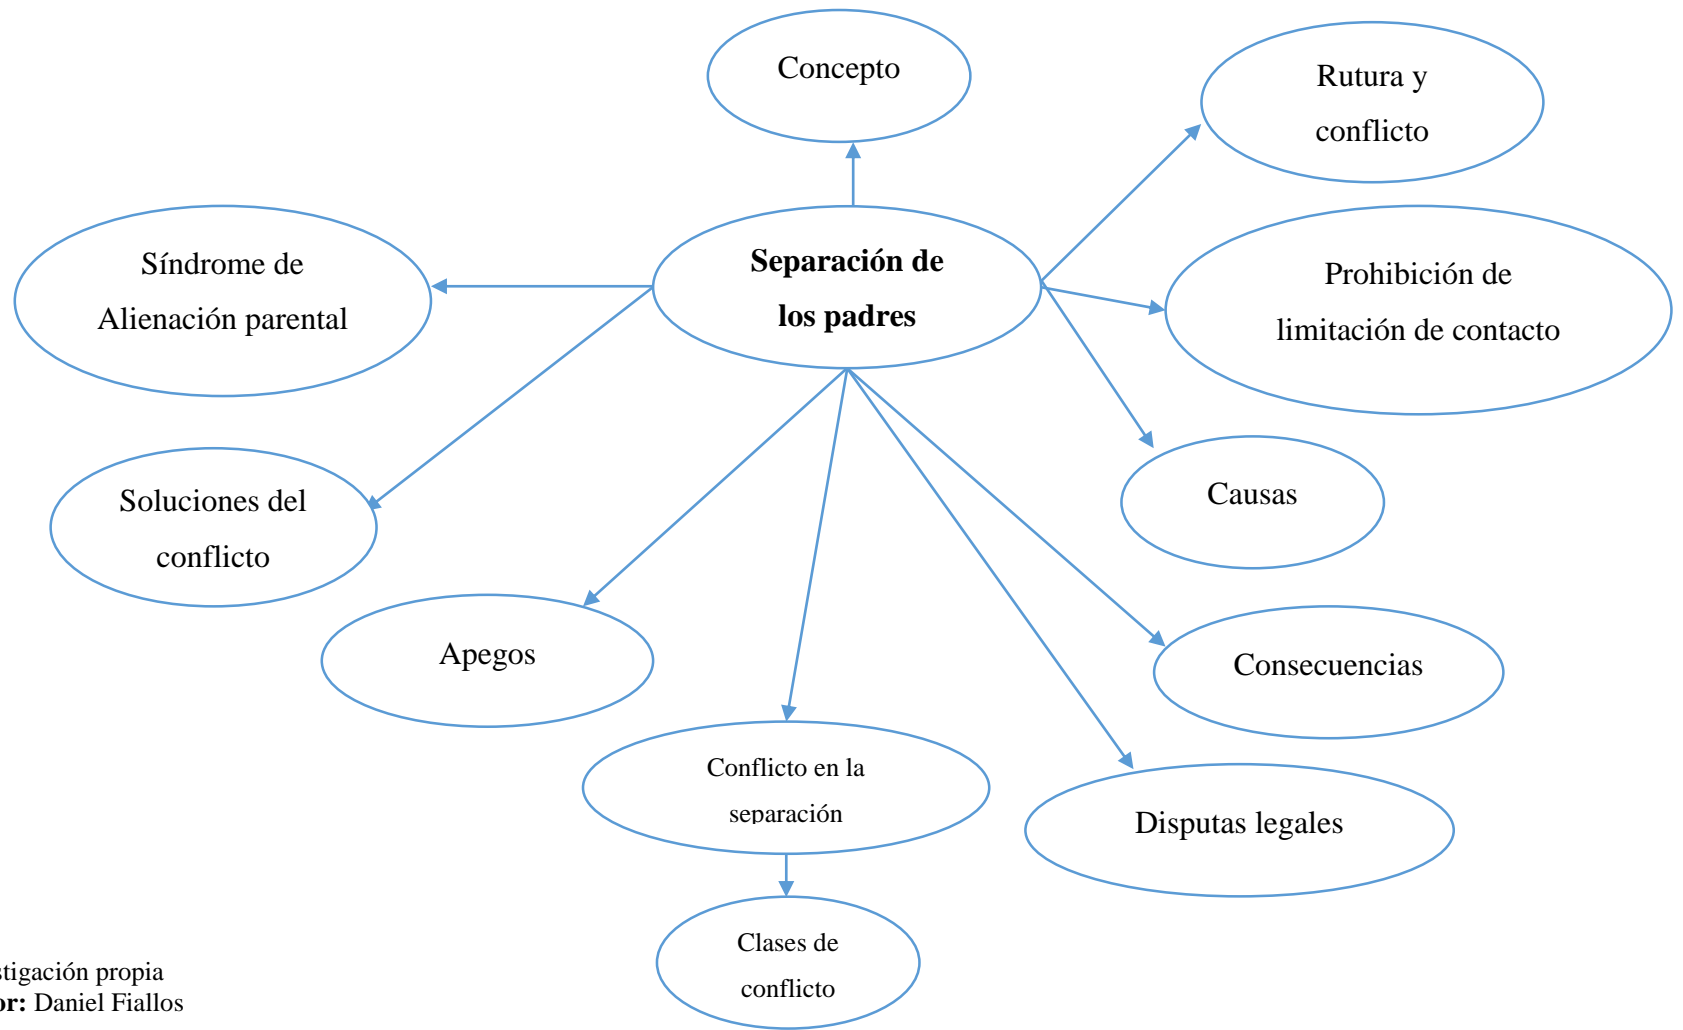 Concepto
Rutura y
conflicto
Síndrome de
Alienación parental
Separación de
los padres
Prohibición de
limitación de contacto
Soluciones del
conflicto
Causas
Apegos
Consecuencias
Conflicto en la
separación
Disputas legales
Clases de
conflicto
stigación propia
or: Daniel Fiallos